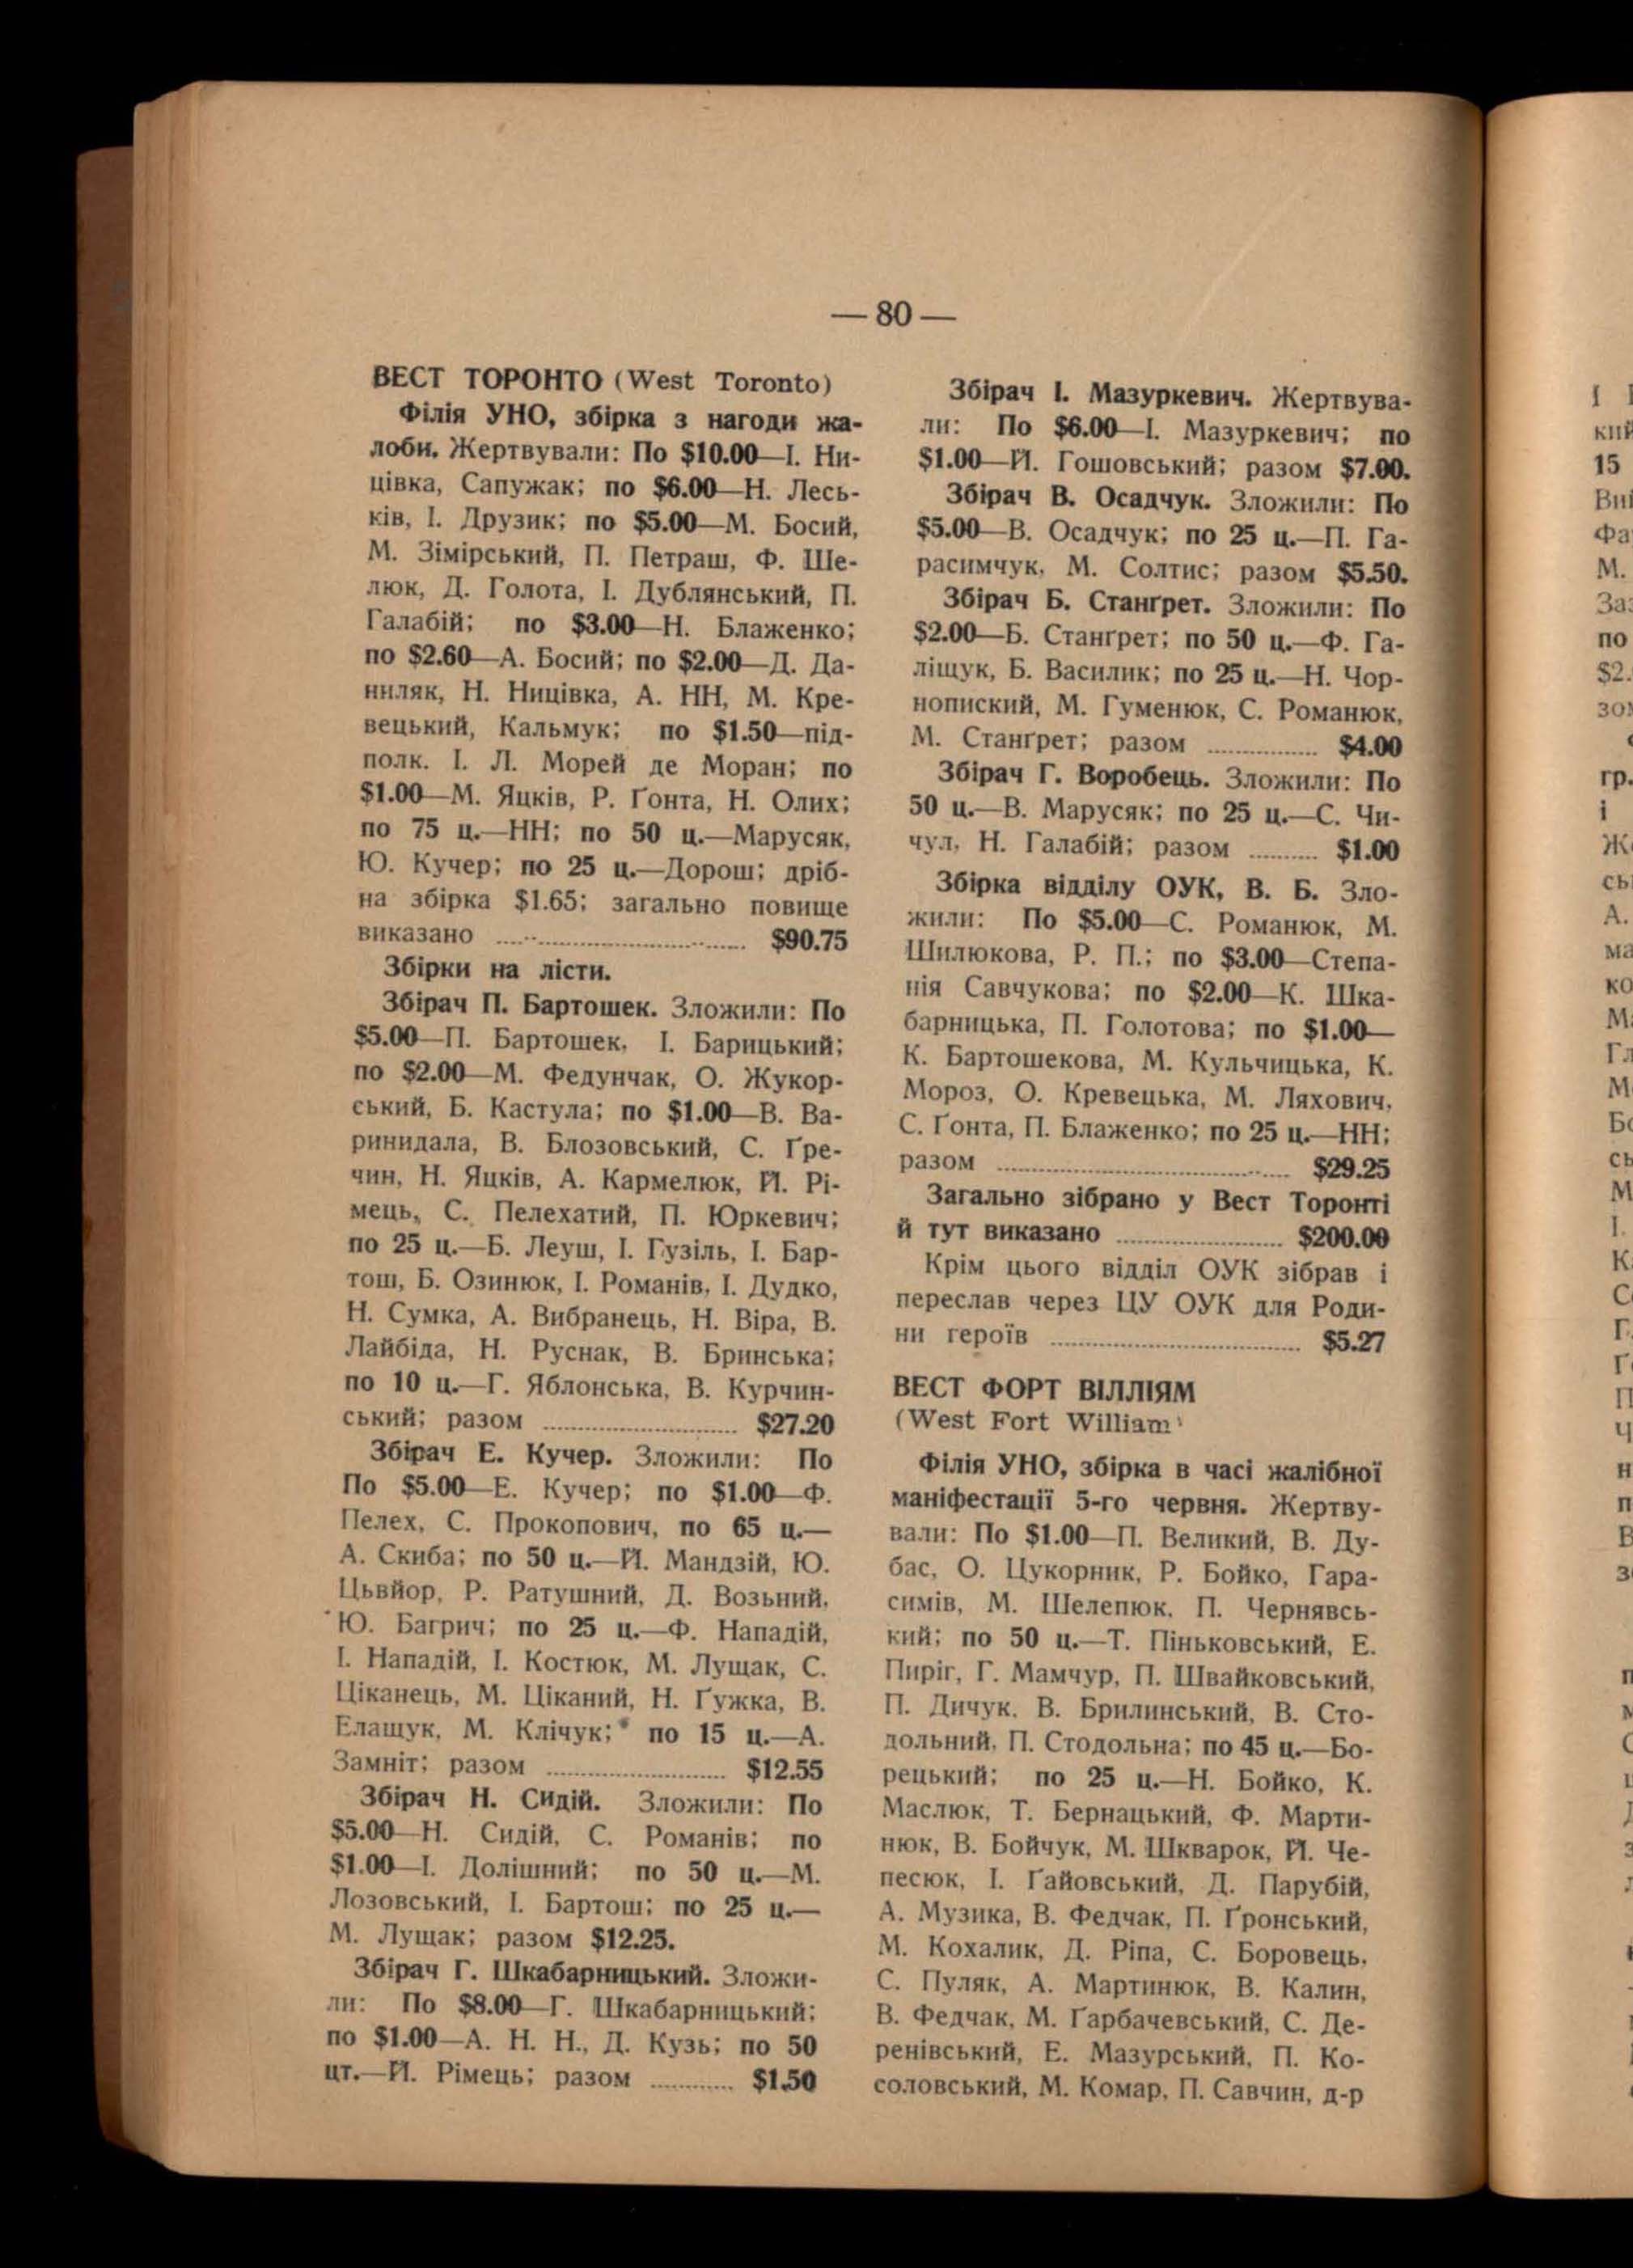 — 80 —
ВЕСТ ТОРОНТО (West Toronto)
Філія УНО, збірка з нагоди жа-
лоби. Жертвували: По $10.00—І. Ни-
цівка, Сапужак; по $6.00—Н. Лесь-
ків, І. Друзик; по $5.00—М. Босий,
М. Зімірський, П. Петраш, Ф. Ше-
люк, Д. Голота, І. Дублянський, П.
Галабій; по $3.00—Н. Блаженко;
по $2.60—А. Босий; по $2.00—Д. Да-
ниляк, Н. Ницівка, А. НН, М. Кре-
вецький, Кальмук; по $1.50—під-
полк. І. Л. Морей де Моран; по
$1.00—М. Яцків, Р. Ґонта, Н. Олих;
по 75 ц.—НН; по 50 ц.—Марусяк,
Ю. Кучер; по 25 ц.—Дорош; дріб-
на збірка $1.65; загально повище
виказано ........................ $90.75
Збірки на лісти.
Збірач П. Бартошек. Зложили: По
$5.00—П. Бартошек, І. Барицький;
по $2.00—М. Федунчак, О. Жукор-
ський, Б. Кастула; по $1.00—В. Ва-
ринидала, В. Блозовський, С. Ґре-
чин, Н. Яцків, А. Кармелюк, Й. Рі-
мець, С. Пелехатий, П. Юркевич;
по 25 ц.—Б. Леуш, І. Гузіль, І. Бар-
тош, Б. Озинюк, І. Романів, І. Дудко,
Н. Сумка, А. Вибранець, Н. Віра, В.
Лайбіда, Н. Руснак, В. Бринська;
по 10 ц.—Г. Яблонська, В. Курчин-
ський; разом ........................ $27.20
Збірач Е. Кучер. Зложили: По
По $5.00—Е. Кучер; по $1.00—Ф.
Пелех, С. Прокопович, по 65 ц.—
А. Скиба; по 50 ц.—Й. Мандзій, Ю.
Цьвйор, Р. Ратушний, Д. Возьний,
Ю. Багрич; по 25 ц.—Ф. Нападій,
І. Нападій, І. Костюк, М. Лущак, С.
Ціканець, М. Ціканий, Н. Ґужка, В.
Елащук, М. Клічук; по 15 ц.—А.
Замніт; разом ........................ $12.55
Збірач Н. Сидій. Зложили: По
$5.00—Н. Сидій, С. Романів; по
$1.00—І. Долішний; по 50 ц.—М.
Лозовський, І. Бартош; по 25 ц.—
М. Лущак; разом $12.25.
Збірач Г. Шкабарницький. Зложи-
ли: По $8.00—Г. Шкабарницький;
по $1.00—А. Н. Н., Д. Кузь; по 50
цт.—Й. Рімець; разом ............ $1.50
Збірач І. Мазуркевич. Жертвува-
ли: По $6.00—І. Мазуркевич; по
$1.00—Й. Гошовський; разом $7.00.
Збірач В. Осадчук. Зложили: По
$5.00—В. Осадчук; по 25 ц.—П. Га-
расимчук, М. Солтис; разом $5.50.
Збірач Б. Станґрет. Зложили: По
$2.00—Б. Станґрет; по 50 ц.—Ф. Га-
ліщук, Б. Василик; по 25 ц.—Н. Чор-
нопиский, М. Гуменюк, С. Романюк,
М. Станґрет; разом ................ $4.00
Збірач Г. Воробець. Зложили: По
50 ц.—В. Марусяк; по 25 ц.—С. Чи-
чул, Н. Галабій; разом .......... $1.00
Збірка відділу ОУК, В. Б. Зло-
жили: По $5.00—С. Романюк, М.
Шилюкова, Р. П.; по $3.00—Степа-
нія Савчукова; по $2.00—К. Шка-
барницька, П. Голотова; по $1.00—
К. Бартошекова, М. Кульчицька, К.
Мороз, О. Кревецька, М. Ляхович,
С. Ґонта, П. Блаженко; по 25 ц.—НН;
разом ........................ $29.25
Загально зібрано у Вест Торонті
й тут виказано ........................ $200.00
Крім цього відділ ОУК зібрав і
переслав через ЦУ ОУК для Роди-
ни героїв ........................ $5.27
ВЕСТ ФОРТ ВІЛЛІЯМ
(West Fort William)
Філія УНО, збірка в часі жалібної
маніфестації 5-го червня. Жертву-
вали: По $1.00—П. Великий, В. Ду-
бас, О. Цукорник, Р. Бойко, Гара-
симів, М. Шелепюк, П. Чернявсь-
кий; по 50 ц.—Т. Піньковський, Е.
Пиріг, Г. Мамчур, П. Швайковський,
П. Дичук, В. Брилинський, В. Сто-
дольний, П. Стодольна; по 45 ц.—Бо-
рецький; по 25 ц.—Н. Бойко, К.
Маслюк, Т. Бернацький, Ф. Марти-
нюк, В. Бойчук, М. Шкварок, Й. Че-
песюк, І. Ґайовський, Д. Парубій,
А. Музика, В. Федчак, П. Ґронський,
М. Кохалик, Д. Ріпа, С. Боровець,
С. Пуляк, А. Мартинюк, В. Калин,
В. Федчак, М. Ґарбачевський, С. Де-
ренівський, Е. Мазурський, П. Ко-
соловський, М. Комар, П. Савчин, д-р